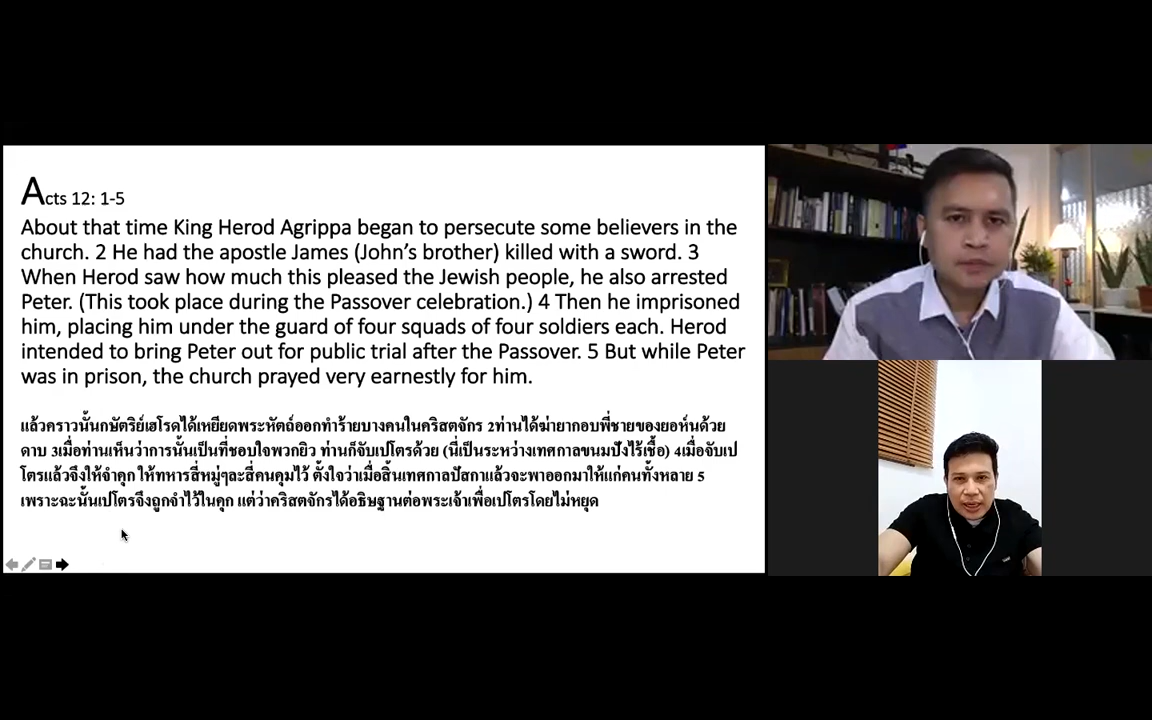 Acts 12: 1-5
About that time King Herod Agrippa began to persecute some believers in the
church. 2 He had the apostle James (John’s brother) killed with a sword. 3
When Herod saw how much this pleased the Jewish people, he also arrested
Peter. (This took place during the Passover celebration.) 4 Then he imprisoned
him, placing him under the guard of four squads of four soldiers each. Herod
intended to bring Peter out for public trial after the Passover. 5 But while Peter
was in prison, the church prayed very earnestly for him.
แล้วคราวนั้นกษัตริย์เฮโรดได้เหยียดพระหัตถ์ออกทำร้ายบางคนในคริสตจักร 2ท่านได้ฆ่ายากอบพี่ชายของยอห์นด้วย
ดาบ 3เมื่อท่านเห็นว่าการนั้นเป็นที่ชอบใจพวกยิว ท่านก็จับเปโตรด้วย (นี่เป็นระหว่างเทศกาลขนมปังไร้เชื้อ) 4เมื่อจับเป
โตรแล้วจึงให้จำคุก ให้ทหารสี่หมู่ๆละสี่คนคุมไว้ ตั้งใจว่าเมื่อสิ้นเทศกาลปัสกาแล้วจะพาออกมาให้แก่คนทั้งหลาย 5
เพราะฉะนั้นเปโตรจึงถูกจำไว้ในคุก แต่ว่าคริสตจักรได้อธิษฐานต่อพระเจ้าเพื่อเปโตรโดยไม่หยุด